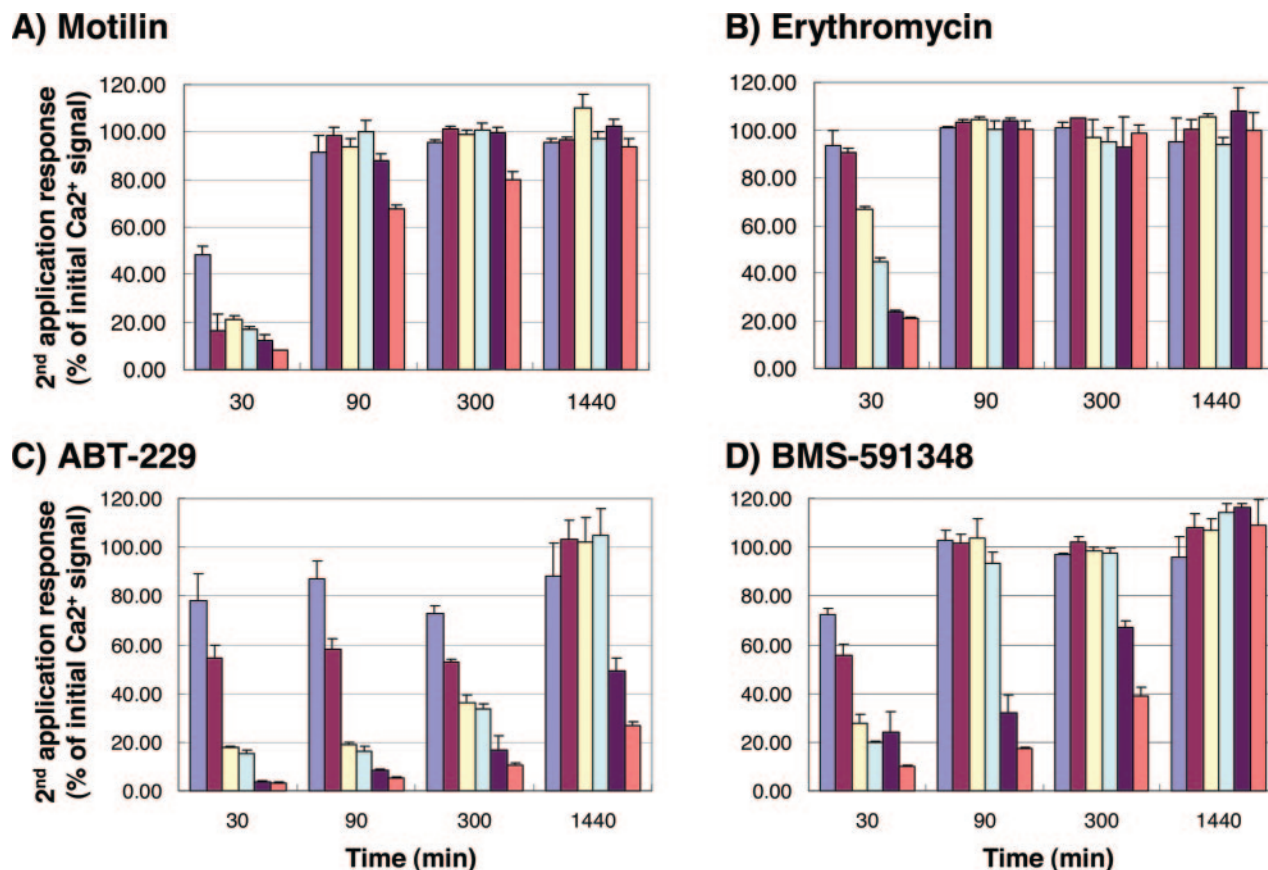 A) Motilin
B) Erythromycin
2nd application response
(% of initial Ca2+ signal)
120.00
100.00
80.00
60.00
40.00
20.00
0.00
30 90 300 1440
120.00
100.00
80.00
60.00
40.00
20.00
0.00
30 90 300 1440
C) ABT-229
D) BMS-591348
2nd application response
(% of initial Ca2+ signal)
120.00
100.00
80.00
60.00
40.00
20.00
0.00
30 90 300 1440
Time (min)
120.00
100.00
80.00
60.00
40.00
20.00
0.00
30 90 300 1440
Time (min)